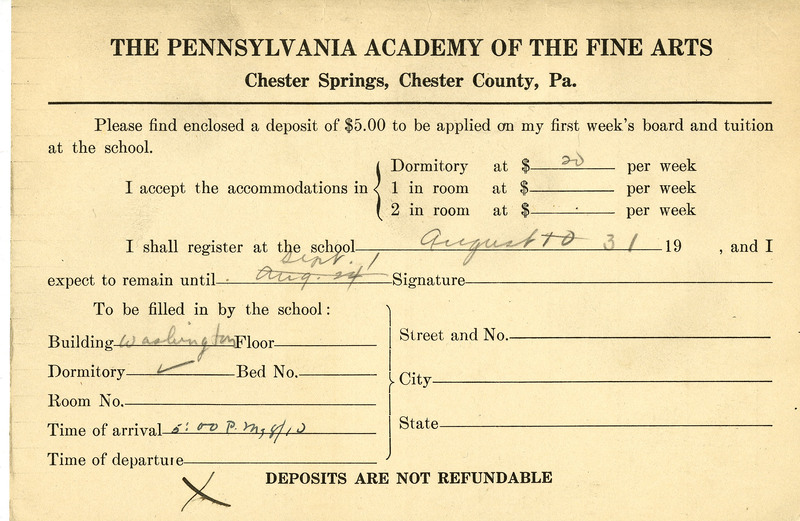 THE PENNSYLVANIA ACADEMY OF THE FINE ARTS
Chester Springs, Chester County, Pa.
Please find enclosed a deposit of $5.00 to be applied on my first week's board and tuition
at the school.
I accept the accommodations in
Dormitory at $ 20 per week
1 in room at $ per week
2 in room at $ per week
I shall register at the school August 10 31 19 , and I
Sept. 1
expect to remain until Aug. 24 Signature
To be filled in by the school:
Building Washington Floor
Dormitory ✓ Bed No.
Room No.
Time of arrival 5:00 P.M, 8/10
Time of departure
Street and No.
City
State
DEPOSITS ARE NOT REFUNDABLE